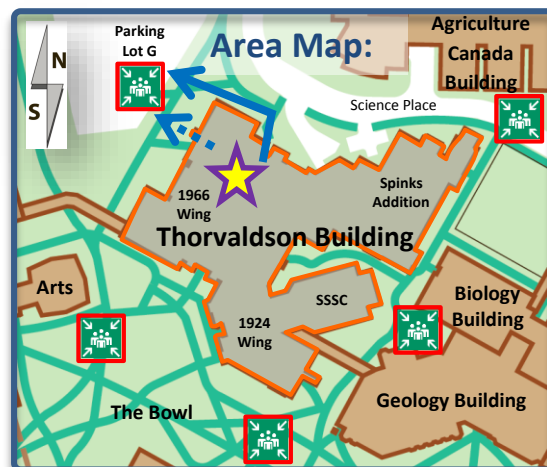 Area Map:
N
S
Parking
Lot G
Agriculture
Canada
Building
Science Place
1966
Wing
Spinks
Addition
Thorvaldson Building
Arts
SSSC
Biology
Building
1924
Wing
The Bowl
Geology Building